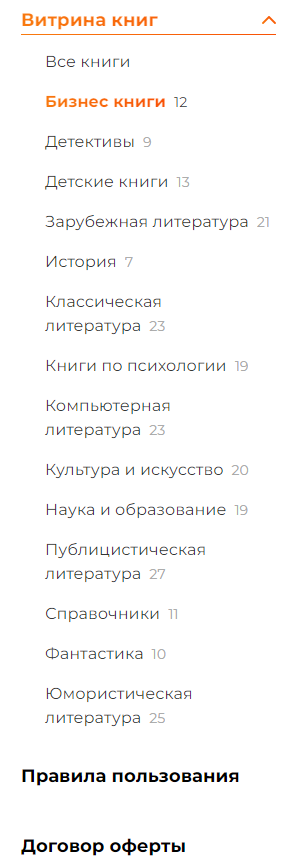 Витрина книг
Все книги
Бизнес книги 12
Детективы 9
Детские книги 13
Зарубежная литература 21
История 7
Классическая
литература 23
Книги по психологии 19
Компьютерная
литература 23
Культура и искусство 20
Наука и образование 19
Публицистическая
литература 27
Справочники 11
Фантастика 10
Юмористическая
литература 25
Правила пользования
Договор оферты